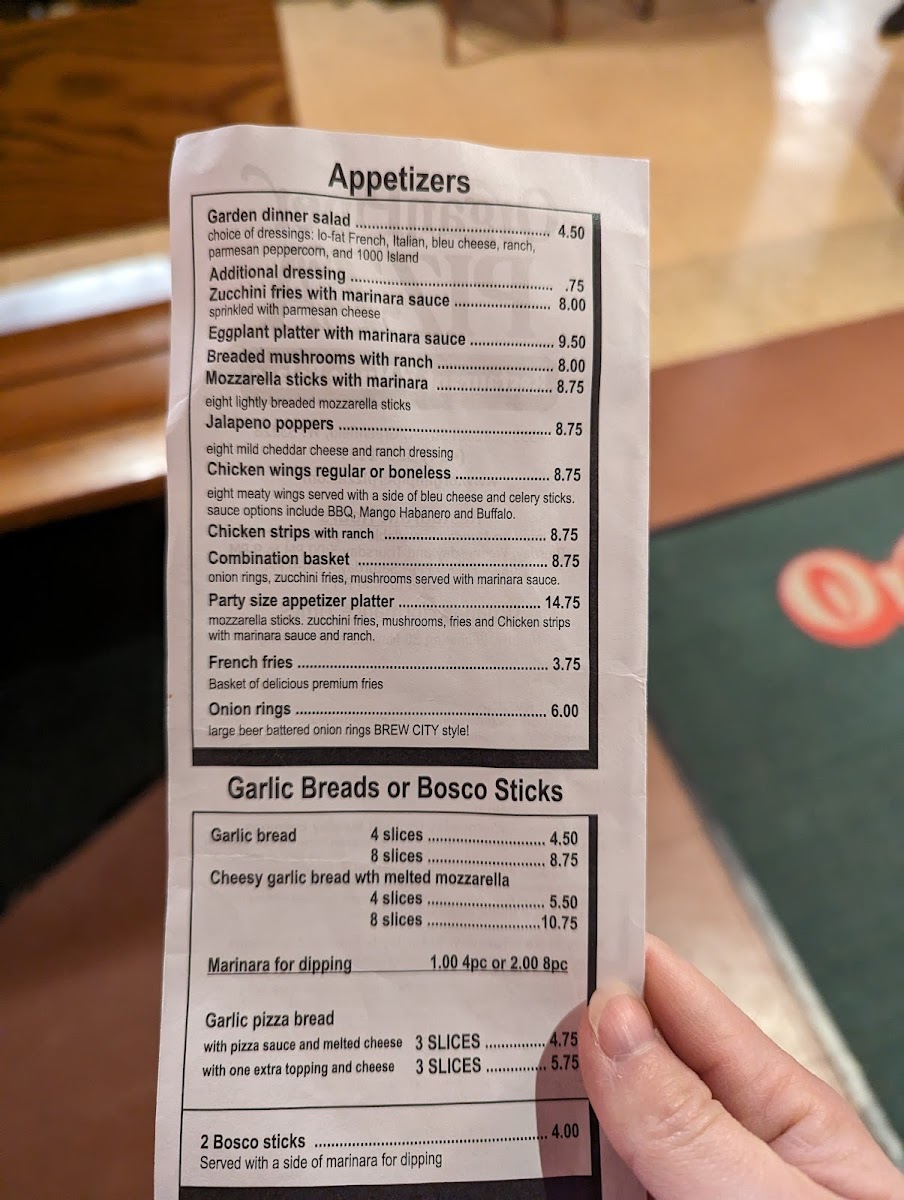 Appetizers
Garden dinner salad ........ 4.50
choice of dressings: lo-fat French, Italian, bleu cheese, ranch,
parmesan peppercorn, and 1000 Island
Additional dressing ........ .75
Zucchini fries with marinara sauce ........ 8.00
sprinkled with parmesan cheese
Eggplant platter with marinara sauce ........ 9.50
Breaded mushrooms with ranch ........ 8.00
Mozzarella sticks with marinara ........ 8.75
eight lightly breaded mozzarella sticks
Jalapeno poppers ........ 8.75
eight mild cheddar cheese and ranch dressing
Chicken wings regular or boneless ........ 8.75
eight meaty wings served with a side of bleu cheese and celery sticks.
sauce options include BBQ, Mango Habanero and Buffalo.
Chicken strips with ranch ........ 8.75
Combination basket ........ 8.75
onion rings, zucchini fries, mushrooms served with marinara sauce.
Party size appetizer platter ........ 14.75
mozzarella sticks. zucchini fries, mushrooms, fries and Chicken strips
with marinara sauce and ranch.
French fries ........ 3.75
Basket of delicious premium fries
Onion rings ........ 6.00
large beer battered onion rings BREW CITY style!
Garlic Breads or Bosco Sticks
Garlic bread 4 slices ........ 4.50
8 slices ........ 8.75
Cheesy garlic bread wth melted mozzarella
4 slices ........ 5.50
8 slices ........ 10.75
Marinara for dipping 1.00 4pc or 2.00 8pc
Garlic pizza bread
with pizza sauce and melted cheese 3 SLICES ........ 4.75
with one extra topping and cheese 3 SLICES ........ 5.75
2 Bosco sticks ........ 4.00
Served with a side of marinara for dipping